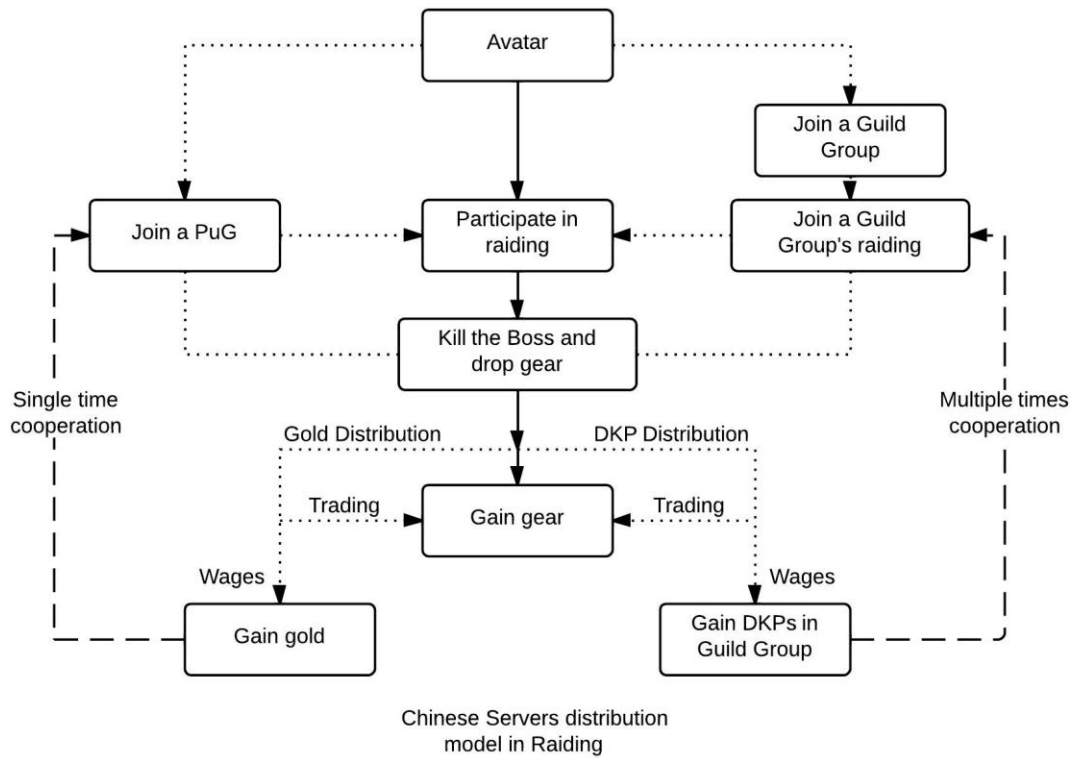 Avatar
Join a Guild
Group
Join a PuG
Participate in
raiding
Join a Guild
Group's raiding
Kill the Boss and
drop gear
Single time
cooperation
Multiple times
cooperation
Gold Distribution
DKP Distribution
Trading
Gain gear
Trading
Wages
Wages
Gain gold
Gain DKPs in
Guild Group
Chinese Servers distribution
model in Raiding